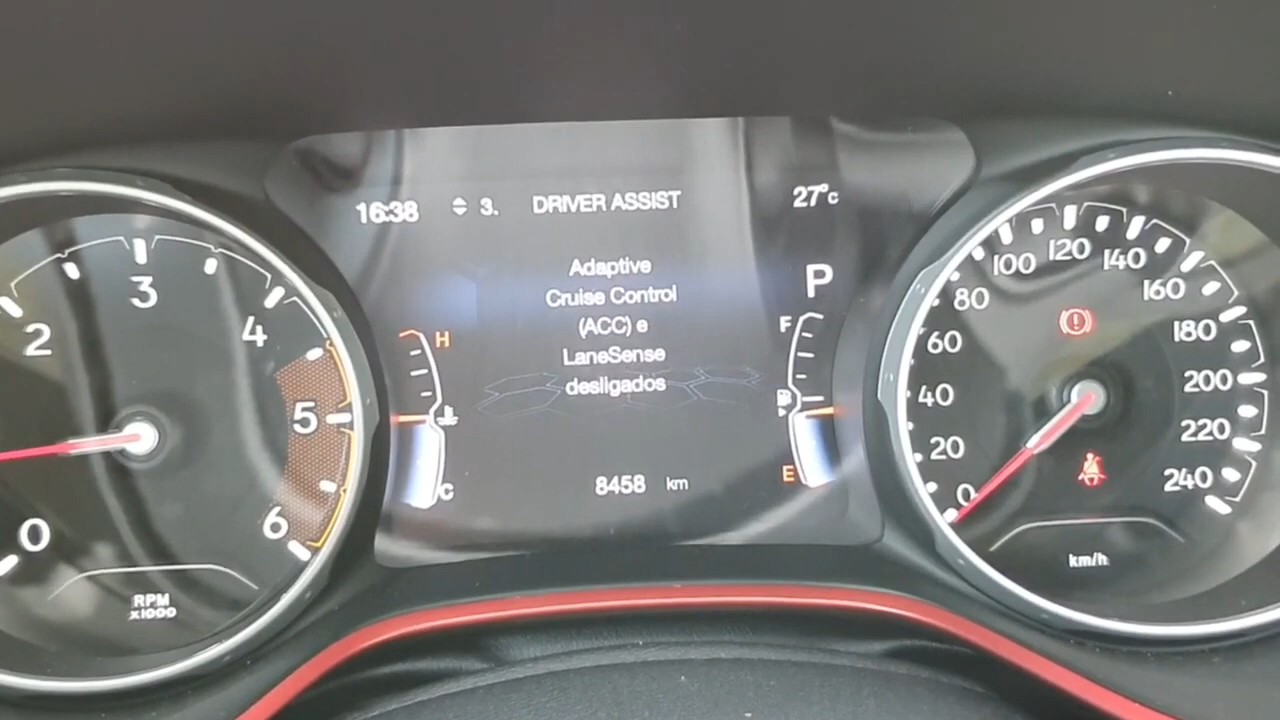 16:38 3. DRIVER ASSIST 27°c
Adaptive
Cruise Control
(ACC) e
LaneSense
desligados
P
H
C
F
E
8458 km
0
2
3
4
5
6
RPM
x1000
0
20
40
60
80
100
120
140
160
180
200
220
240
km/h